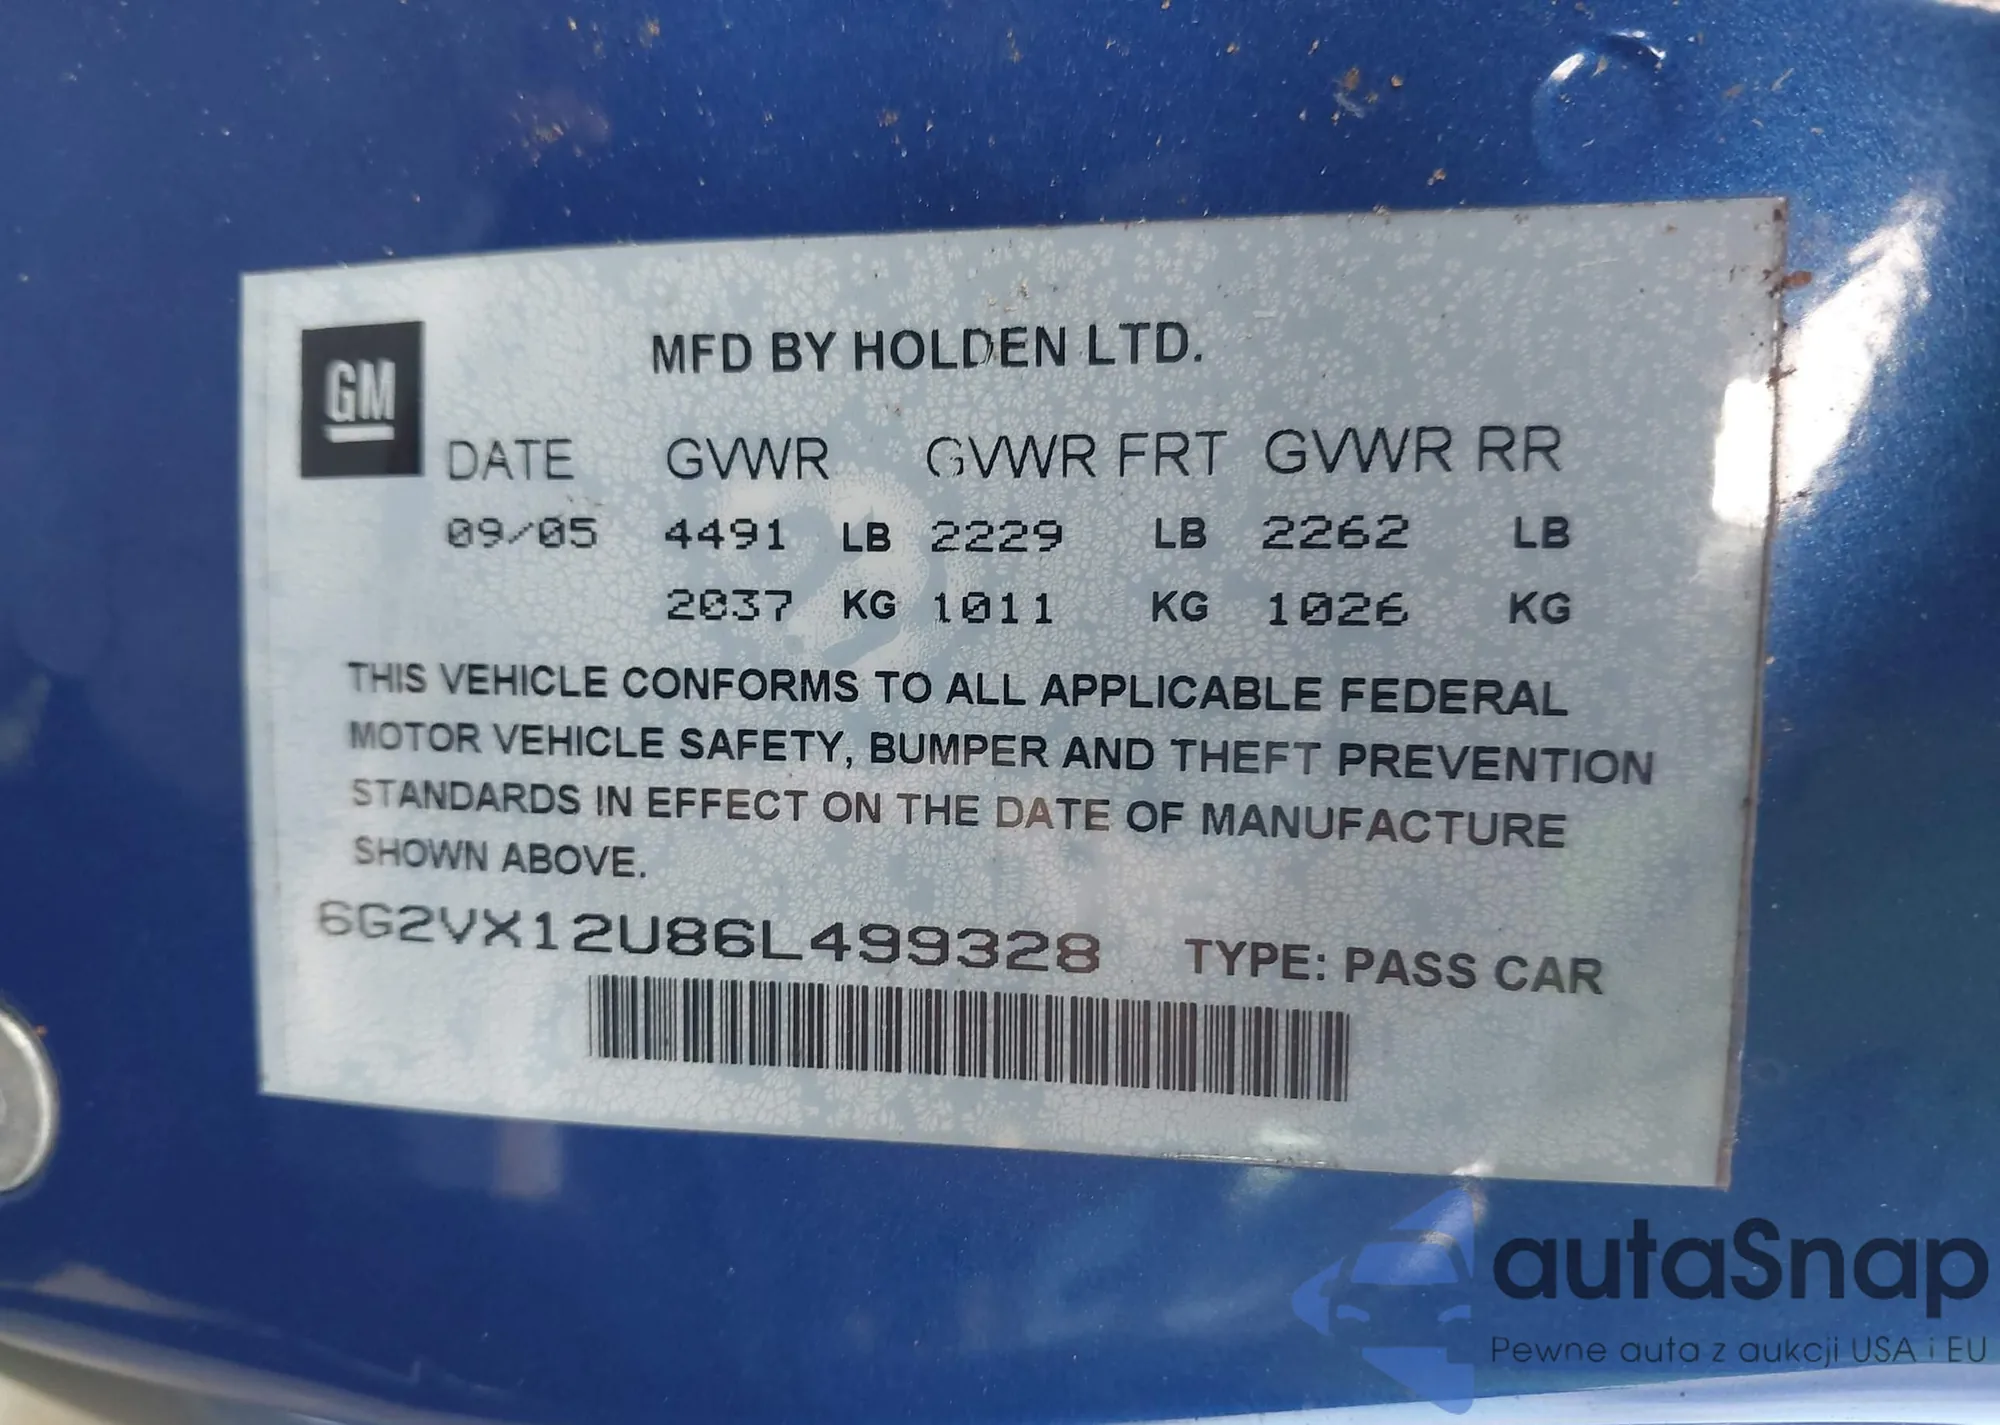 GM
MFD BY HOLDEN LTD.
DATE GVWR GVWR FRT GVWR RR
09/05 4491 LB 2229 LB 2262 LB
2037 KG 1011 KG 1026 KG
THIS VEHICLE CONFORMS TO ALL APPLICABLE FEDERAL
MOTOR VEHICLE SAFETY, BUMPER AND THEFT PREVENTION
STANDARDS IN EFFECT ON THE DATE OF MANUFACTURE
SHOWN ABOVE.
6G2VX12U86L499328 TYPE: PASS CAR
autaSnap
Pewne auta z aukcji USA i EU